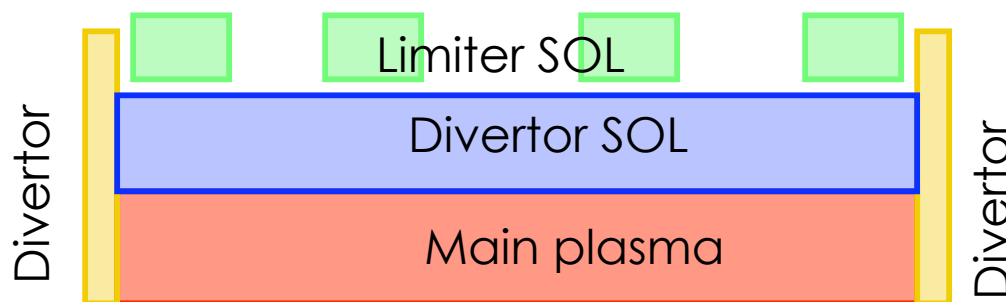 Limiter SOL
Divertor SOL
Main plasma
Divertor
Divertor